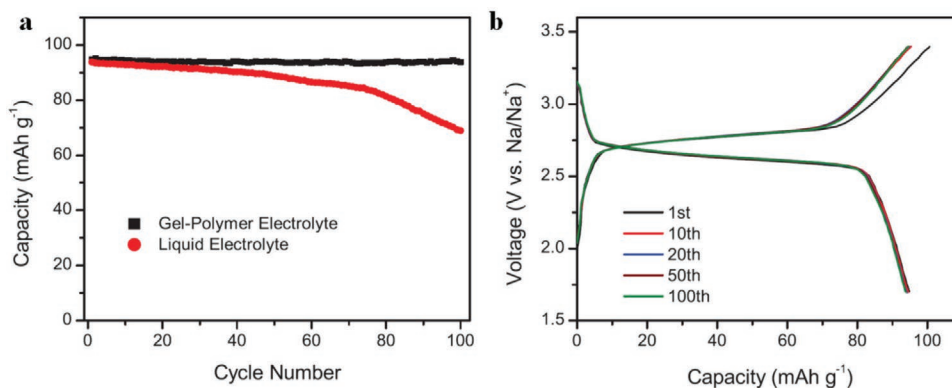 a
100
80
60
40
20
0
Capacity (mAh g⁻¹)
Gel-Polymer Electrolyte
Liquid Electrolyte
0 20 40 60 80 100
Cycle Number
b
3.5
3.0
2.5
2.0
1.5
Voltage (V vs. Na/Na⁺)
1st
10th
20th
50th
100th
0 20 40 60 80 100
Capacity (mAh g⁻¹)